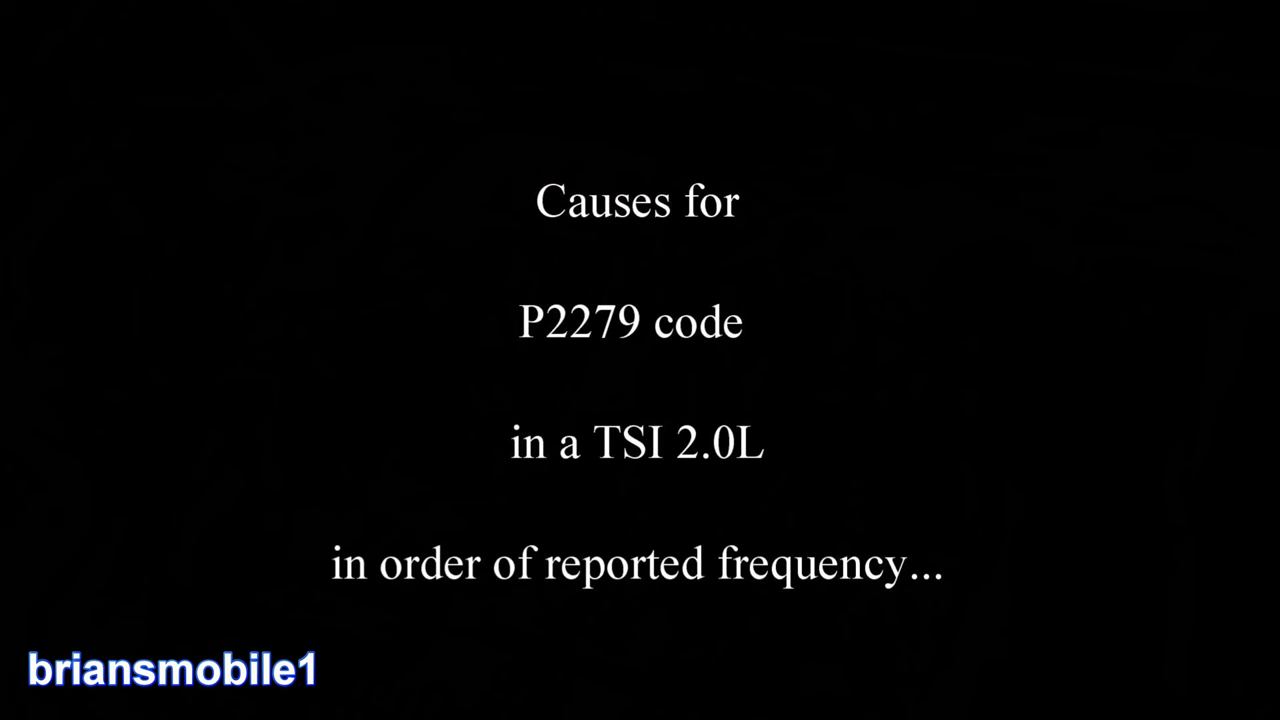 Causes for
P2279 code
in a TSI 2.0L
in order of reported frequency...
briansmobile1